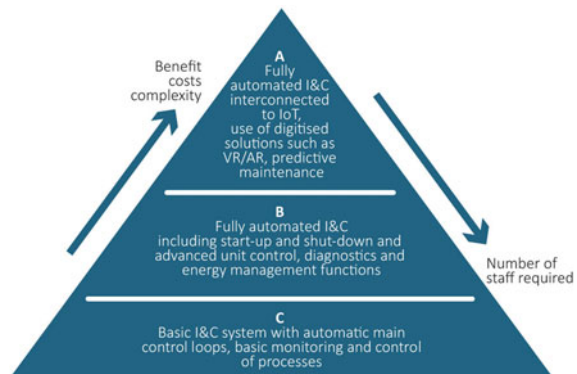 Benefit
costs
complexity
A
Fully
automated I&C
interconnected
to IoT,
use of digitised
solutions such as
VR/AR, predictive
maintenance
B
Fully automated I&C
including start-up and shut-down and
advanced unit control, diagnostics and
energy management functions
Number of
staff required
C
Basic I&C system with automatic main
control loops, basic monitoring and control
of processes